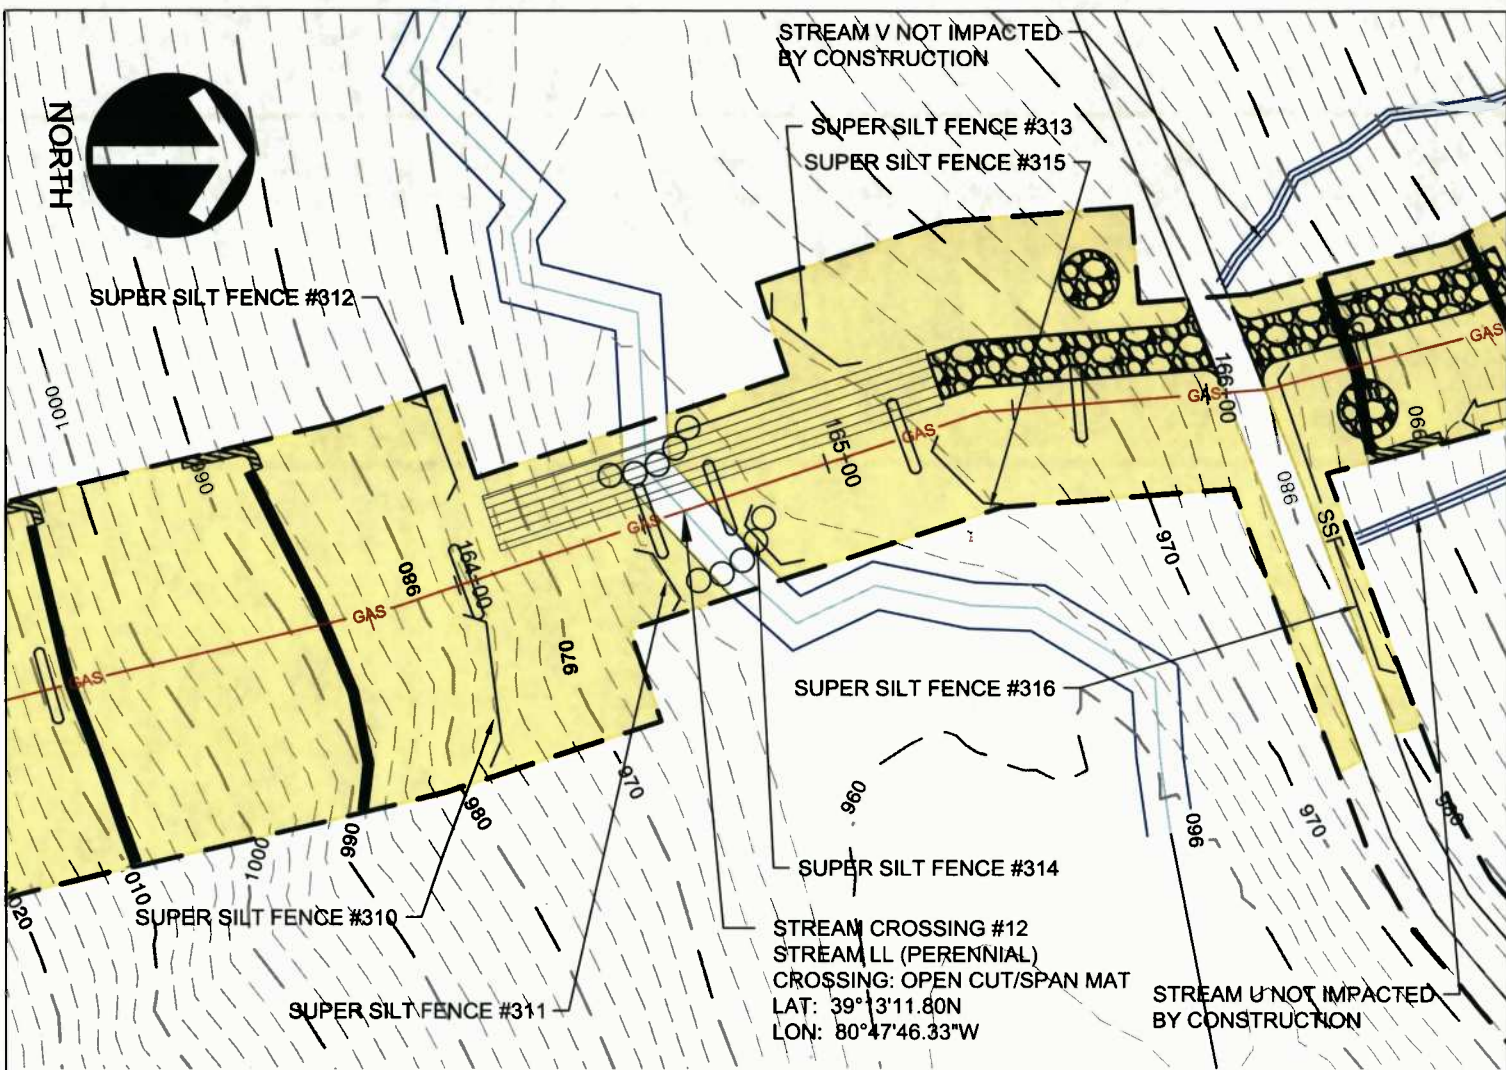 STREAM V NOT IMPACTED
BY CONSTRUCTION
NORTH
SUPER SILT FENCE #313
SUPER SILT FENCE #315
SUPER SILT FENCE #312
1000
990
GAS
166+00
GAS
990
165+00
GAS
980
SSF
GAS
970
164+00
980
GAS
970
GAS
SUPER SILT FENCE #316
970
960
980
990
970
980
960
1000
010
1020
SUPER SILT FENCE #314
SUPER SILT FENCE #310
STREAM CROSSING #12
STREAM LL (PERENNIAL)
CROSSING: OPEN CUT/SPAN MAT
LAT: 39°13'11.80N
LON: 80°47'46.33"W
SUPER SILT FENCE #311
STREAM U NOT IMPACTED
BY CONSTRUCTION